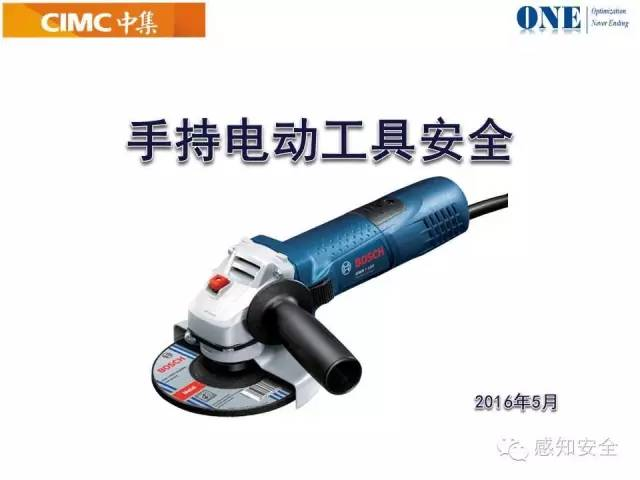 CIMC中集
ONE
Optimization
Never Ending
手持电动工具安全
BOSCH
BOSCH
Metal
2016年5月
感知安全